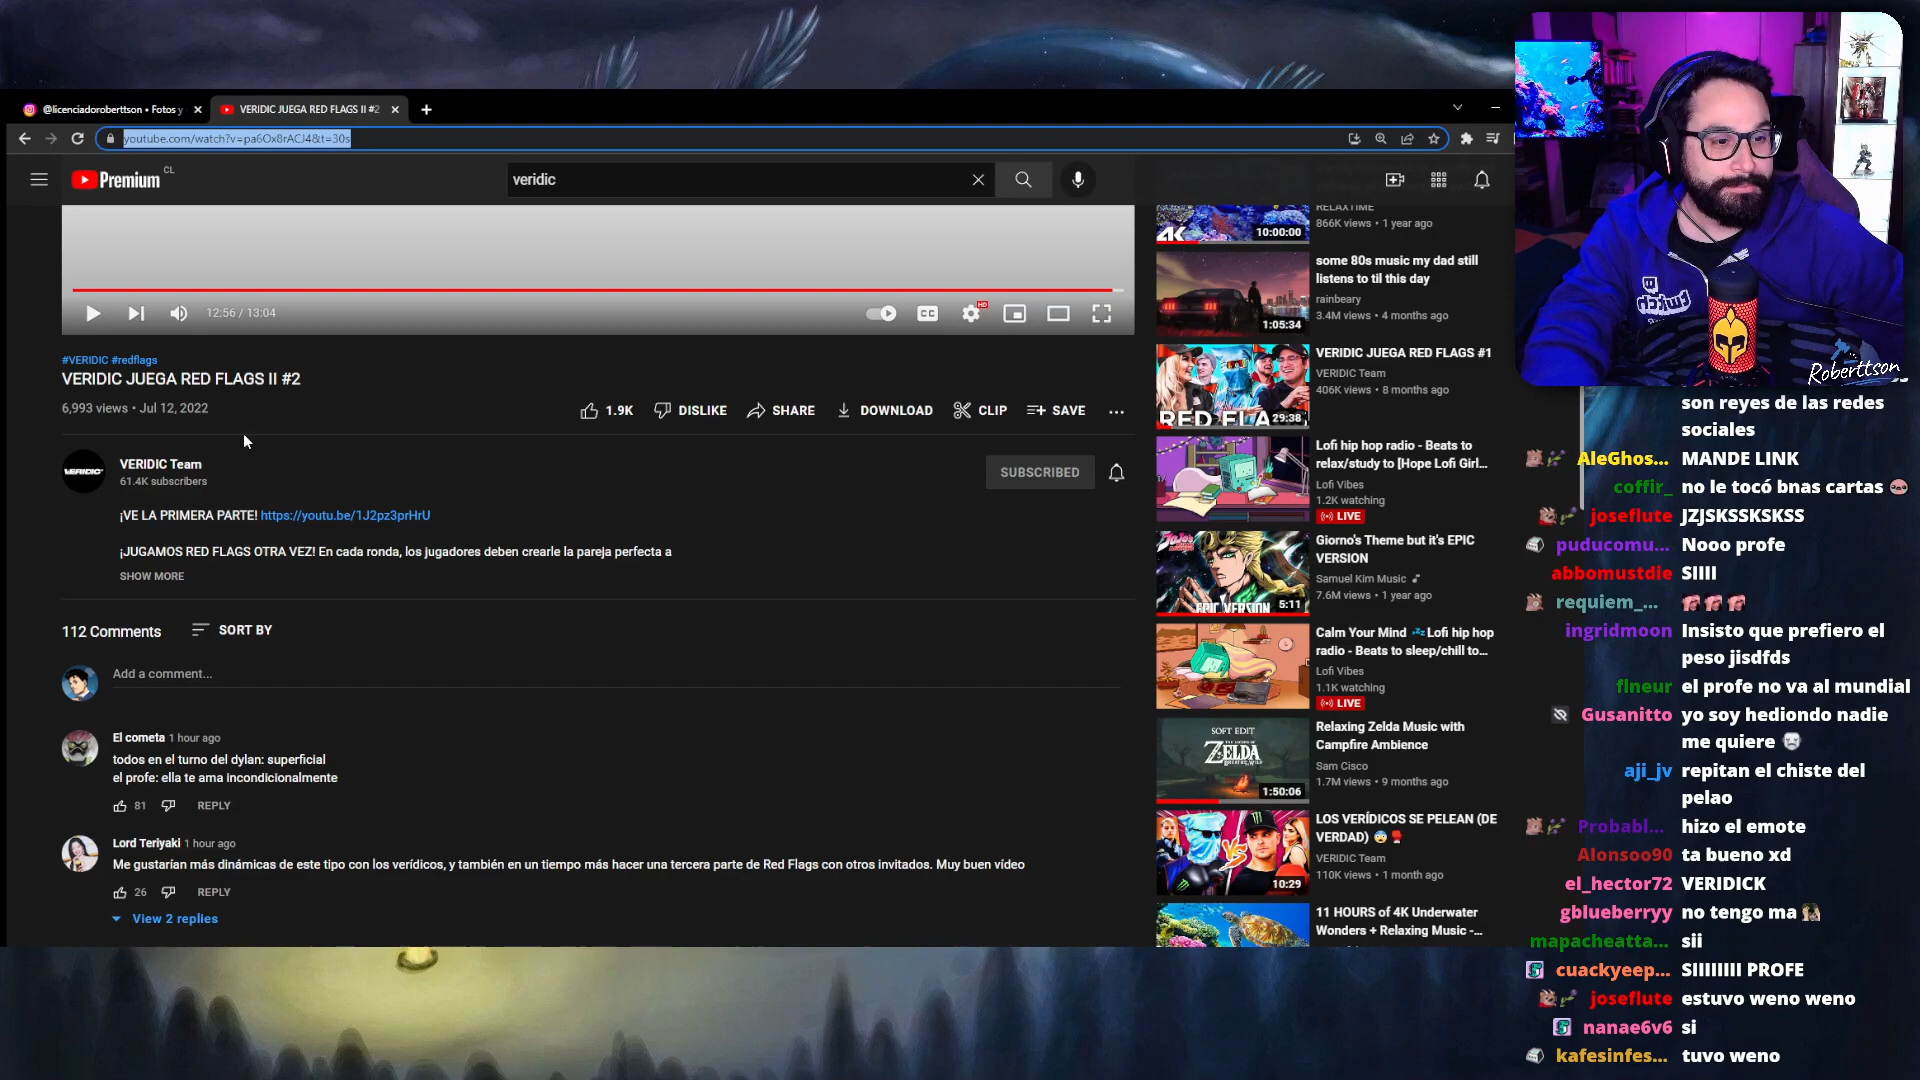 @licenciadoroberttson • Fotos y
VERIDIC JUEGA RED FLAGS II #2
youtube.com/watch?v=pa6Ox8rACJ4&t=30s
Premium CL
veridic
12:56 / 13:04
CC
HD
#VERIDIC #redflags
VERIDIC JUEGA RED FLAGS II #2
6,993 views • Jul 12, 2022
1.9K
DISLIKE
SHARE
DOWNLOAD
CLIP
SAVE
VERIDIC
VERIDIC Team
61.4K subscribers
SUBSCRIBED
¡VE LA PRIMERA PARTE! https://youtu.be/1J2pz3prHrU
¡JUGAMOS RED FLAGS OTRA VEZ! En cada ronda, los jugadores deben crearle la pareja perfecta a
SHOW MORE
112 Comments
SORT BY
Add a comment...
El cometa 1 hour ago
todos en el turno del dylan: superficial
el profe: ella te ama incondicionalmente
81
REPLY
Lord Teriyaki 1 hour ago
Me gustarían más dinámicas de este tipo con los verídicos, y también en un tiempo más hacer una tercera parte de Red Flags con otros invitados. Muy buen vídeo
26
REPLY
View 2 replies
4K
10:00:00
RELAXTIME
866K views • 1 year ago
1:05:34
some 80s music my dad still
listens to til this day
rainbeary
3.4M views • 4 months ago
RED FLA
29:38
VERIDIC JUEGA RED FLAGS #1
VERIDIC Team
406K views • 8 months ago
Lofi hip hop radio - Beats to
relax/study to [Hope Lofi Girl...
Lofi Vibes
1.2K watching
LIVE
EPIC VERSION
5:11
Giorno's Theme but it's EPIC
VERSION
Samuel Kim Music
7.6M views • 1 year ago
Calm Your Mind 💤 Lofi hip hop
radio - Beats to sleep/chill to...
Lofi Vibes
1.1K watching
LIVE
SOFT EDIT
ZELDA
1:50:06
Relaxing Zelda Music with
Campfire Ambience
Sam Cisco
1.7M views • 9 months ago
VS
10:29
LOS VERÍDICOS SE PELEAN (DE
VERDAD) 😨🥊
VERIDIC Team
110K views • 1 month ago
11 HOURS of 4K Underwater
Wonders + Relaxing Music -...
twitch
Roberttson
son reyes de las redes
sociales
AleGhos... MANDE LINK
coffir_ no le tocó bnas cartas
joseflute JZJSKSSKSKSS
puducomu... Nooo profe
abbomustdie SIIII
requiem_...
ingridmoon Insisto que prefiero el
peso jisdfds
flneur el profe no va al mundial
Gusanitto yo soy hediondo nadie
me quiere
aji_jv repitan el chiste del
pelao
Probabl... hizo el emote
Alonsoo90 ta bueno xd
el_hector72 VERIDICK
gblueberryy no tengo ma
mapacheatta... sii
cuackyeep... SIIIIIIII PROFE
joseflute estuvo weno weno
nanae6v6 si
kafesinfes... tuvo weno